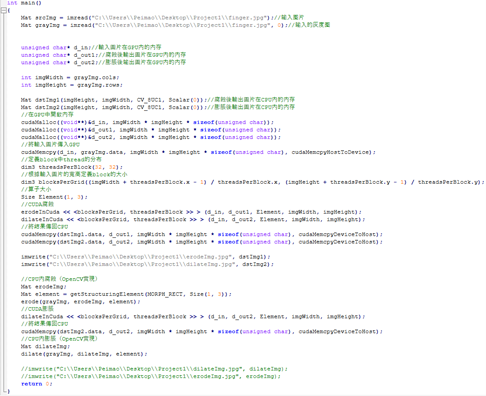 int main()
{
Mat srcImg = imread("C:\\Users\\Peimao\\Desktop\\Project1\\finger.jpg");//輸入圖片
Mat grayImg = imread("C:\\Users\\Peimao\\Desktop\\Project1\\finger.jpg", 0);//輸入的灰度圖
unsigned char* d_in;//輸入圖片在GPU內的內存
unsigned char* d_out1;//腐蝕後輸出圖片在GPU內的內存
unsigned char* d_out2;//膨脹後輸出圖片在GPU內的內存
int imgWidth = grayImg.cols;
int imgHeight = grayImg.rows;
Mat dstImg1(imgHeight, imgWidth, CV_8UC1, Scalar(0));//腐蝕後輸出圖片在CPU內的內存
Mat dstImg2(imgHeight, imgWidth, CV_8UC1, Scalar(0));//膨脹後輸出圖片在CPU內的內存
//在GPU中開啟內存
cudaMalloc((void**)&d_in, imgWidth * imgHeight * sizeof(unsigned char));
cudaMalloc((void**)&d_out1, imgWidth * imgHeight * sizeof(unsigned char));
cudaMalloc((void**)&d_out2, imgWidth * imgHeight * sizeof(unsigned char));
//將輸入圖片傳入GPU
cudaMemcpy(d_in, grayImg.data, imgWidth * imgHeight * sizeof(unsigned char), cudaMemcpyHostToDevice);
//定義block中thread的分布
dim3 threadsPerBlock(32, 32);
//根據輸入圖片的寬高定義block的大小
dim3 blocksPerGrid((imgWidth + threadsPerBlock.x - 1) / threadsPerBlock.x, (imgHeight + threadsPerBlock.y - 1) / threadsPerBlock.y);
//算子大小
Size Element(3, 5);
//CUDA腐蝕
erodeInCuda << <blocksPerGrid, threadsPerBlock >> > (d_in, d_out1, Element, imgWidth, imgHeight);
dilateInCuda << <blocksPerGrid, threadsPerBlock >> > (d_in, d_out2, Element, imgWidth, imgHeight);
//將結果傳回CPU
cudaMemcpy(dstImg1.data, d_out1, imgWidth * imgHeight * sizeof(unsigned char), cudaMemcpyDeviceToHost);
cudaMemcpy(dstImg2.data, d_out2, imgWidth * imgHeight * sizeof(unsigned char), cudaMemcpyDeviceToHost);
imwrite("C:\\Users\\Peimao\\Desktop\\Project1\\erodeImg.jpg", dstImg1);
imwrite("C:\\Users\\Peimao\\Desktop\\Project1\\dilateImg.jpg", dstImg2);
//CPU內腐蝕（OpenCV實現）
Mat erodeImg;
Mat element = getStructuringElement(MORPH_RECT, Size(3, 5));
erode(grayImg, erodeImg, element);
//CUDA膨脹
dilateInCuda << <blocksPerGrid, threadsPerBlock >> > (d_in, d_out2, Element, imgWidth, imgHeight);
//將結果傳回CPU
cudaMemcpy(dstImg2.data, d_out2, imgWidth * imgHeight * sizeof(unsigned char), cudaMemcpyDeviceToHost);
//CPU內膨脹（OpenCV實現）
Mat dilateImg;
dilate(grayImg, dilateImg, element);
//imwrite("C:\\Users\\Peimao\\Desktop\\Project1\\dilateImg.jpg", dilateImg);
//imwrite("C:\\Users\\Peimao\\Desktop\\Project1\\erodeImg.jpg", erodeImg);
return 0;
}